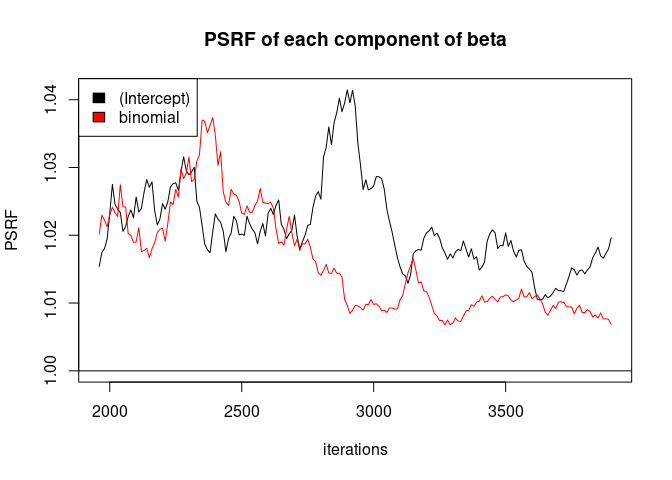 PSRF of each component of beta
(Intercept)
binomial
PSRF
1.04
1.03
1.02
1.01
1.00
2000 2500 3000 3500
iterations